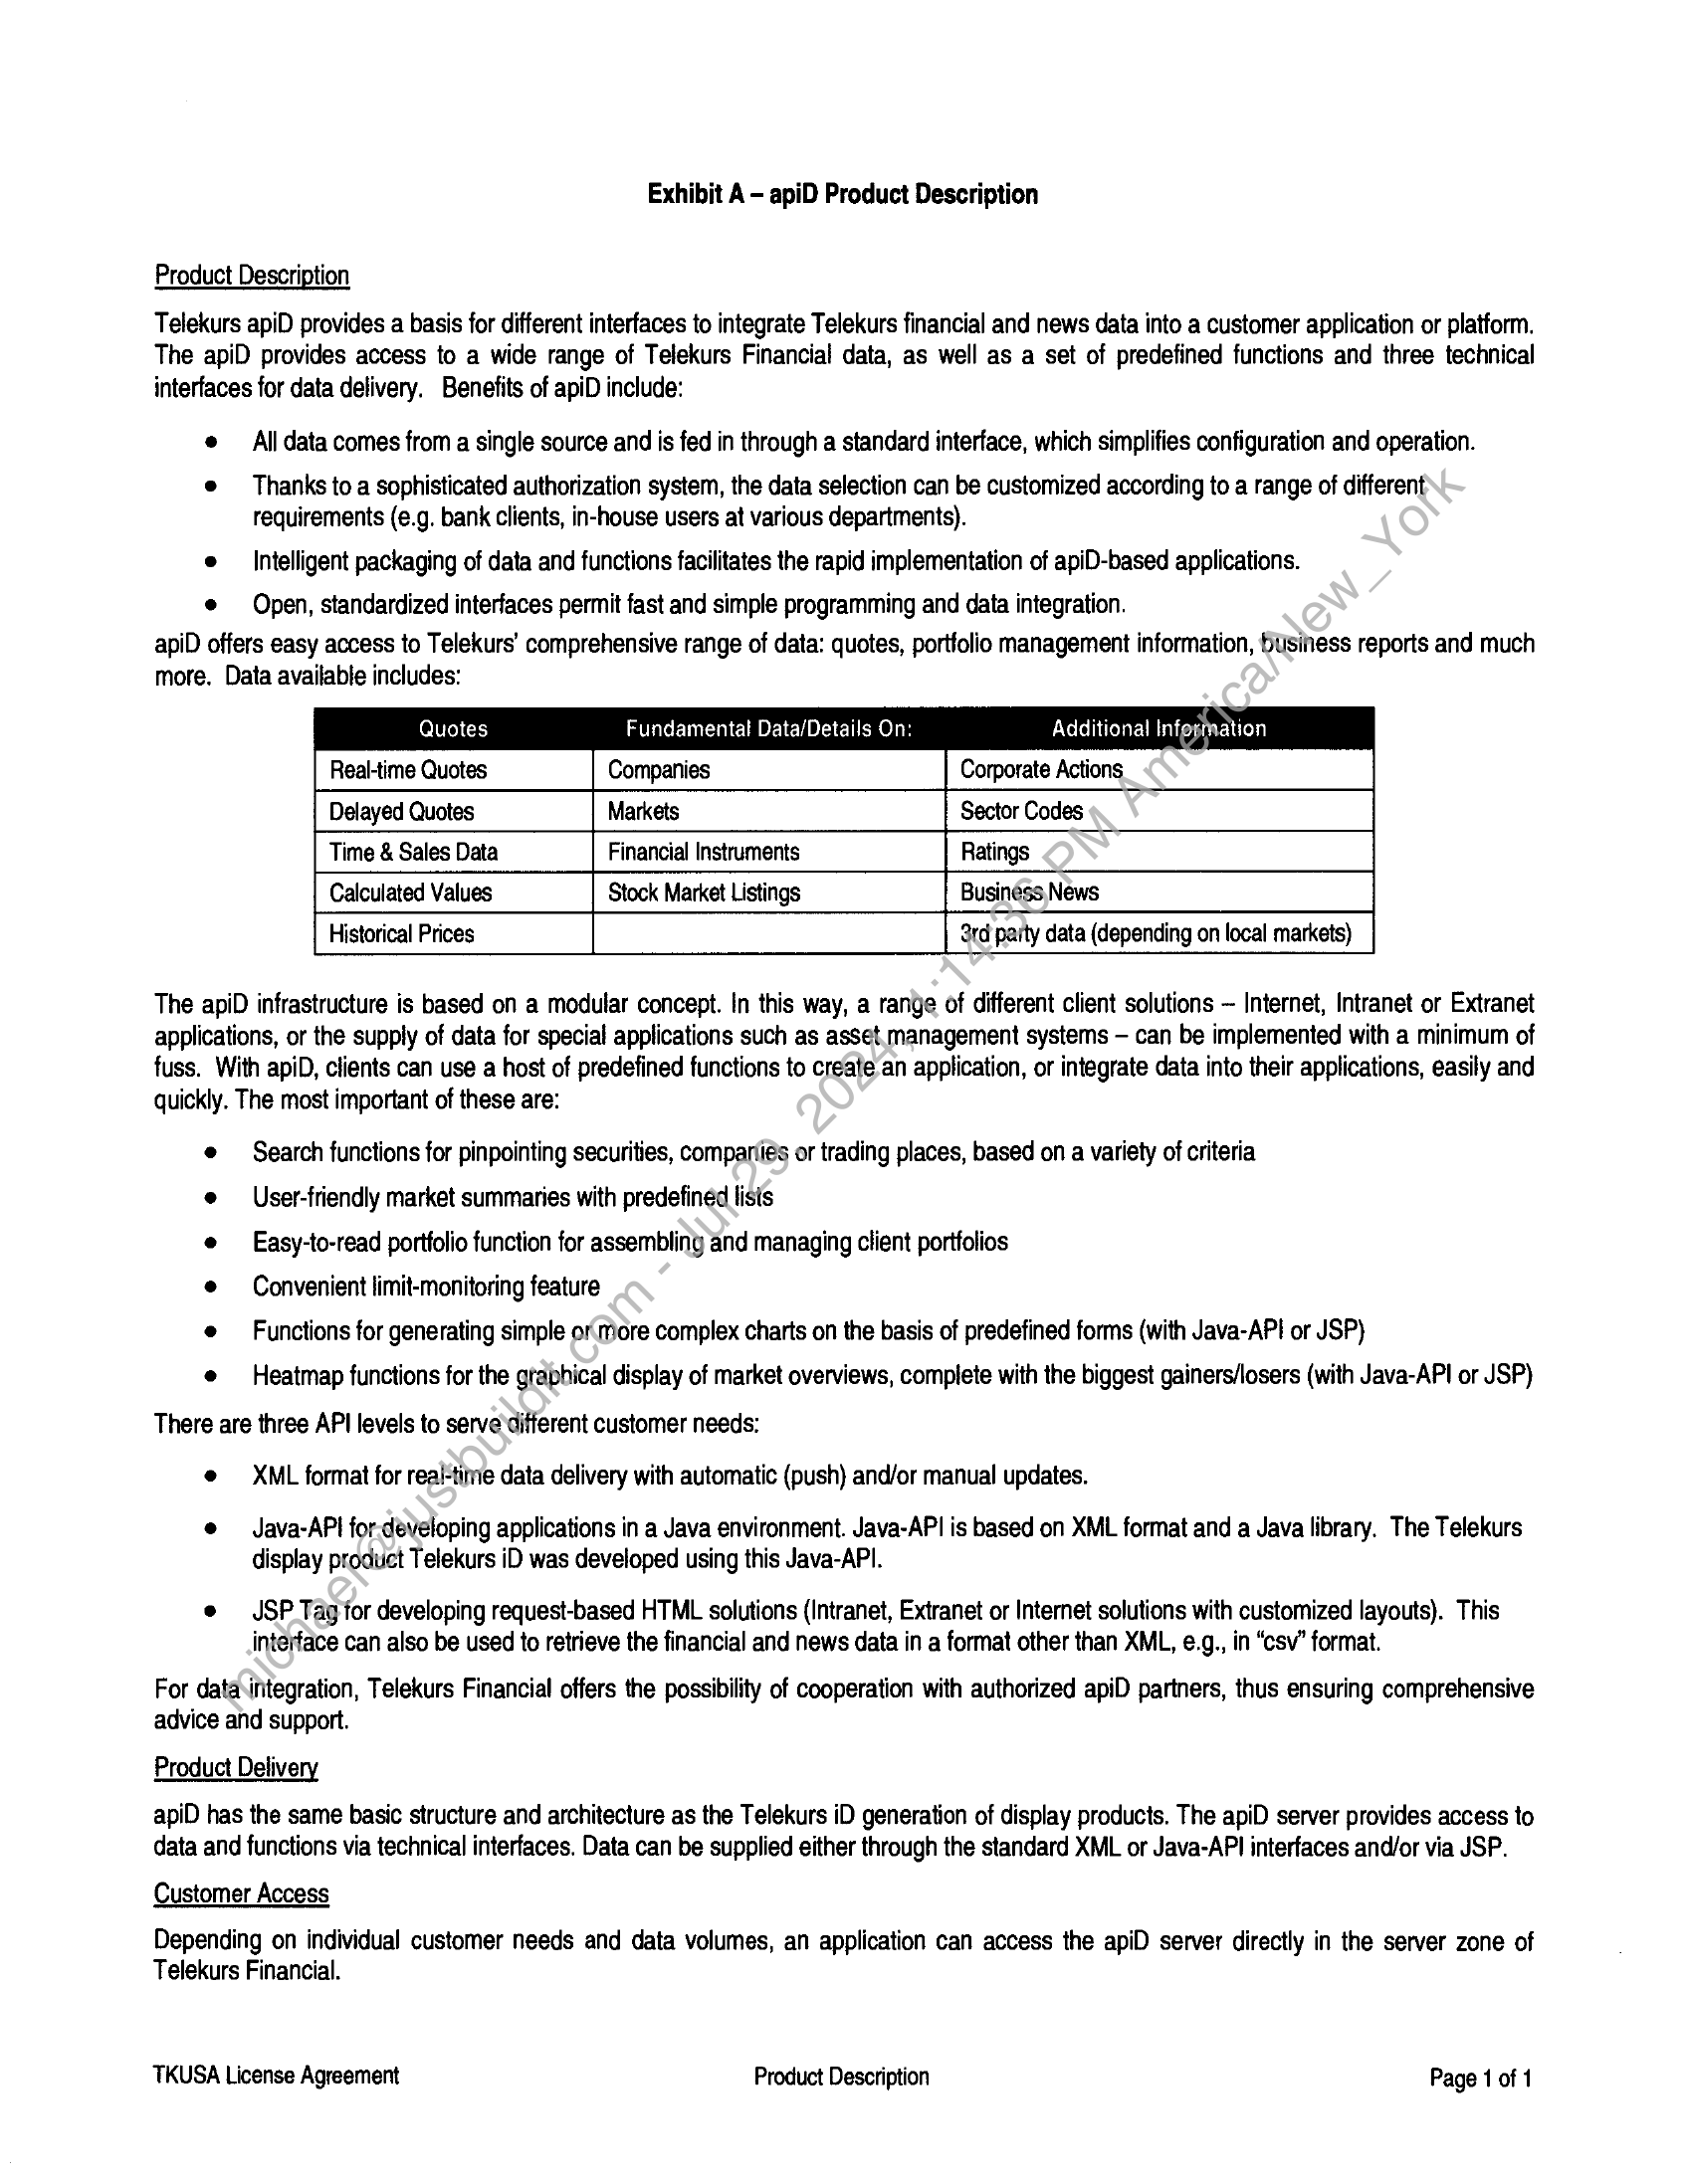 Exhibit A – apiD Product Description
Product Description
Telekurs apiD provides a basis for different interfaces to integrate Telekurs financial and news data into a customer application or platform.
The apiD provides access to a wide range of Telekurs Financial data, as well as a set of predefined functions and three technical
interfaces for data delivery. Benefits of apiD include:
• All data comes from a single source and is fed in through a standard interface, which simplifies configuration and operation.
• Thanks to a sophisticated authorization system, the data selection can be customized according to a range of different
requirements (e.g. bank clients, in-house users at various departments).
• Intelligent packaging of data and functions facilitates the rapid implementation of apiD-based applications.
• Open, standardized interfaces permit fast and simple programming and data integration.
apiD offers easy access to Telekurs' comprehensive range of data: quotes, portfolio management information, business reports and much
more. Data available includes:
Quotes Fundamental Data/Details On: Additional Information
Real-time Quotes Companies Corporate Actions
Delayed Quotes Markets Sector Codes
Time & Sales Data Financial Instruments Ratings
Calculated Values Stock Market Listings Business News
Historical Prices 3rd party data (depending on local markets)
The apiD infrastructure is based on a modular concept. In this way, a range of different client solutions – Internet, Intranet or Extranet
applications, or the supply of data for special applications such as asset management systems – can be implemented with a minimum of
fuss. With apiD, clients can use a host of predefined functions to create an application, or integrate data into their applications, easily and
quickly. The most important of these are:
• Search functions for pinpointing securities, companies or trading places, based on a variety of criteria
• User-friendly market summaries with predefined lists
• Easy-to-read portfolio function for assembling and managing client portfolios
• Convenient limit-monitoring feature
• Functions for generating simple or more complex charts on the basis of predefined forms (with Java-API or JSP)
• Heatmap functions for the graphical display of market overviews, complete with the biggest gainers/losers (with Java-API or JSP)
There are three API levels to serve different customer needs:
• XML format for real-time data delivery with automatic (push) and/or manual updates.
• Java-API for developing applications in a Java environment. Java-API is based on XML format and a Java library. The Telekurs
display product Telekurs iD was developed using this Java-API.
• JSP Tag for developing request-based HTML solutions (Intranet, Extranet or Internet solutions with customized layouts). This
interface can also be used to retrieve the financial and news data in a format other than XML, e.g., in “csv” format.
For data integration, Telekurs Financial offers the possibility of cooperation with authorized apiD partners, thus ensuring comprehensive
advice and support.
Product Delivery
apiD has the same basic structure and architecture as the Telekurs iD generation of display products. The apiD server provides access to
data and functions via technical interfaces. Data can be supplied either through the standard XML or Java-API interfaces and/or via JSP.
Customer Access
Depending on individual customer needs and data volumes, an application can access the apiD server directly in the server zone of
Telekurs Financial.
TKUSA License Agreement Product Description Page 1 of 1
michael@justbuildit.com - Jul 29, 2024, 1:14:36 PM America/New_York